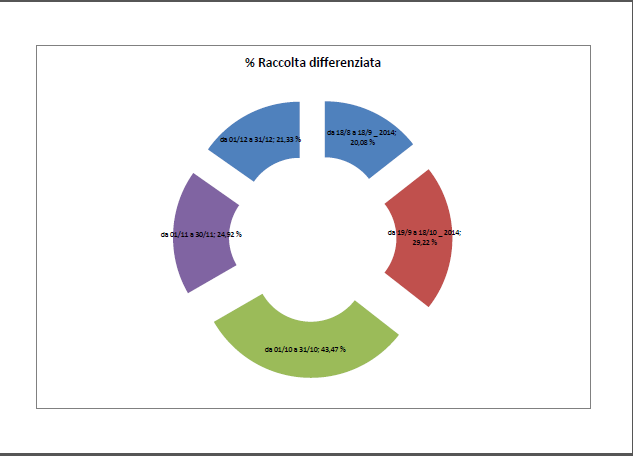 % Raccolta differenziata
da 01/12 a 31/12; 21,33 %
da 18/8 a 18/9 _ 2014;
20,08 %
da 01/11 a 30/11; 24,92 %
da 19/9 a 18/10 _ 2014;
29,22 %
da 01/10 a 31/10; 43,47 %